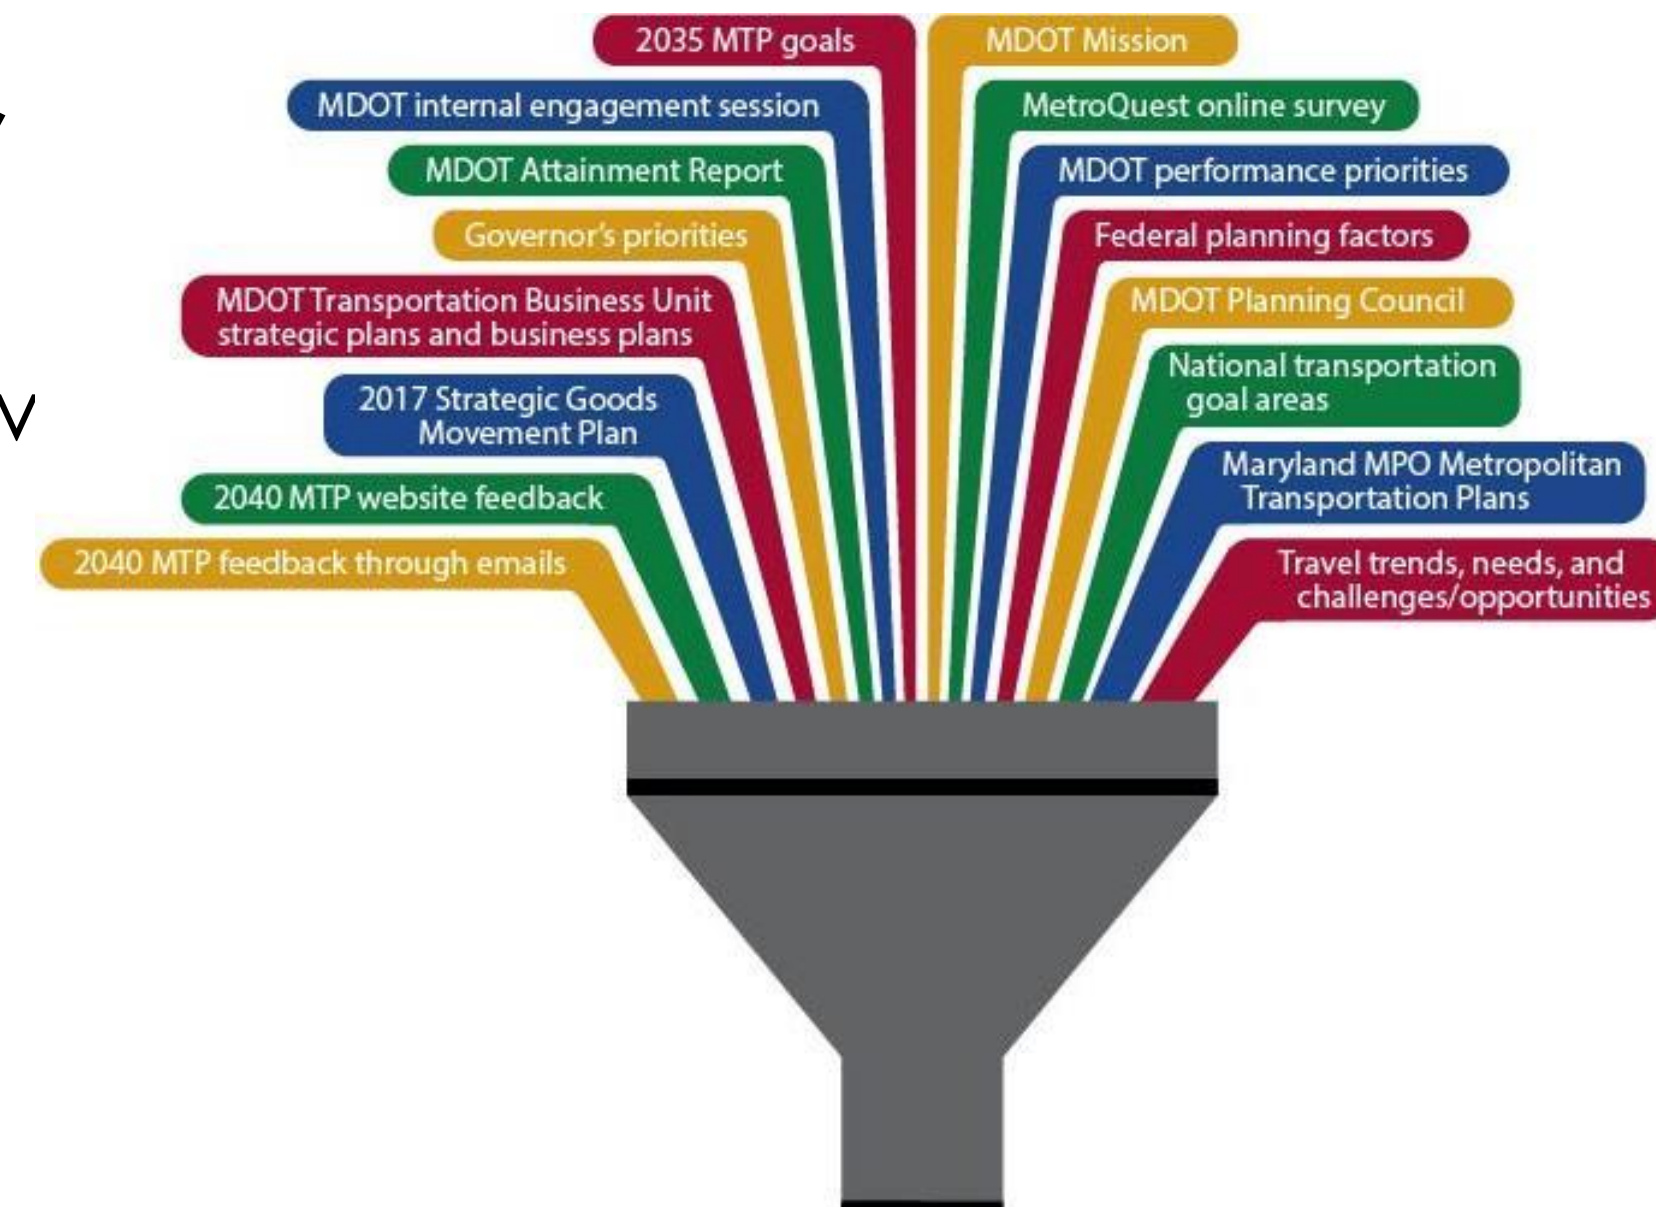 2035 MTP goals
MDOT internal engagement session
MDOT Attainment Report
Governor's priorities
MDOT Transportation Business Unit
strategic plans and business plans
2017 Strategic Goods
Movement Plan
2040 MTP website feedback
2040 MTP feedback through emails
MDOT Mission
MetroQuest online survey
MDOT performance priorities
Federal planning factors
MDOT Planning Council
National transportation
goal areas
Maryland MPO Metropolitan
Transportation Plans
Travel trends, needs, and
challenges/opportunities